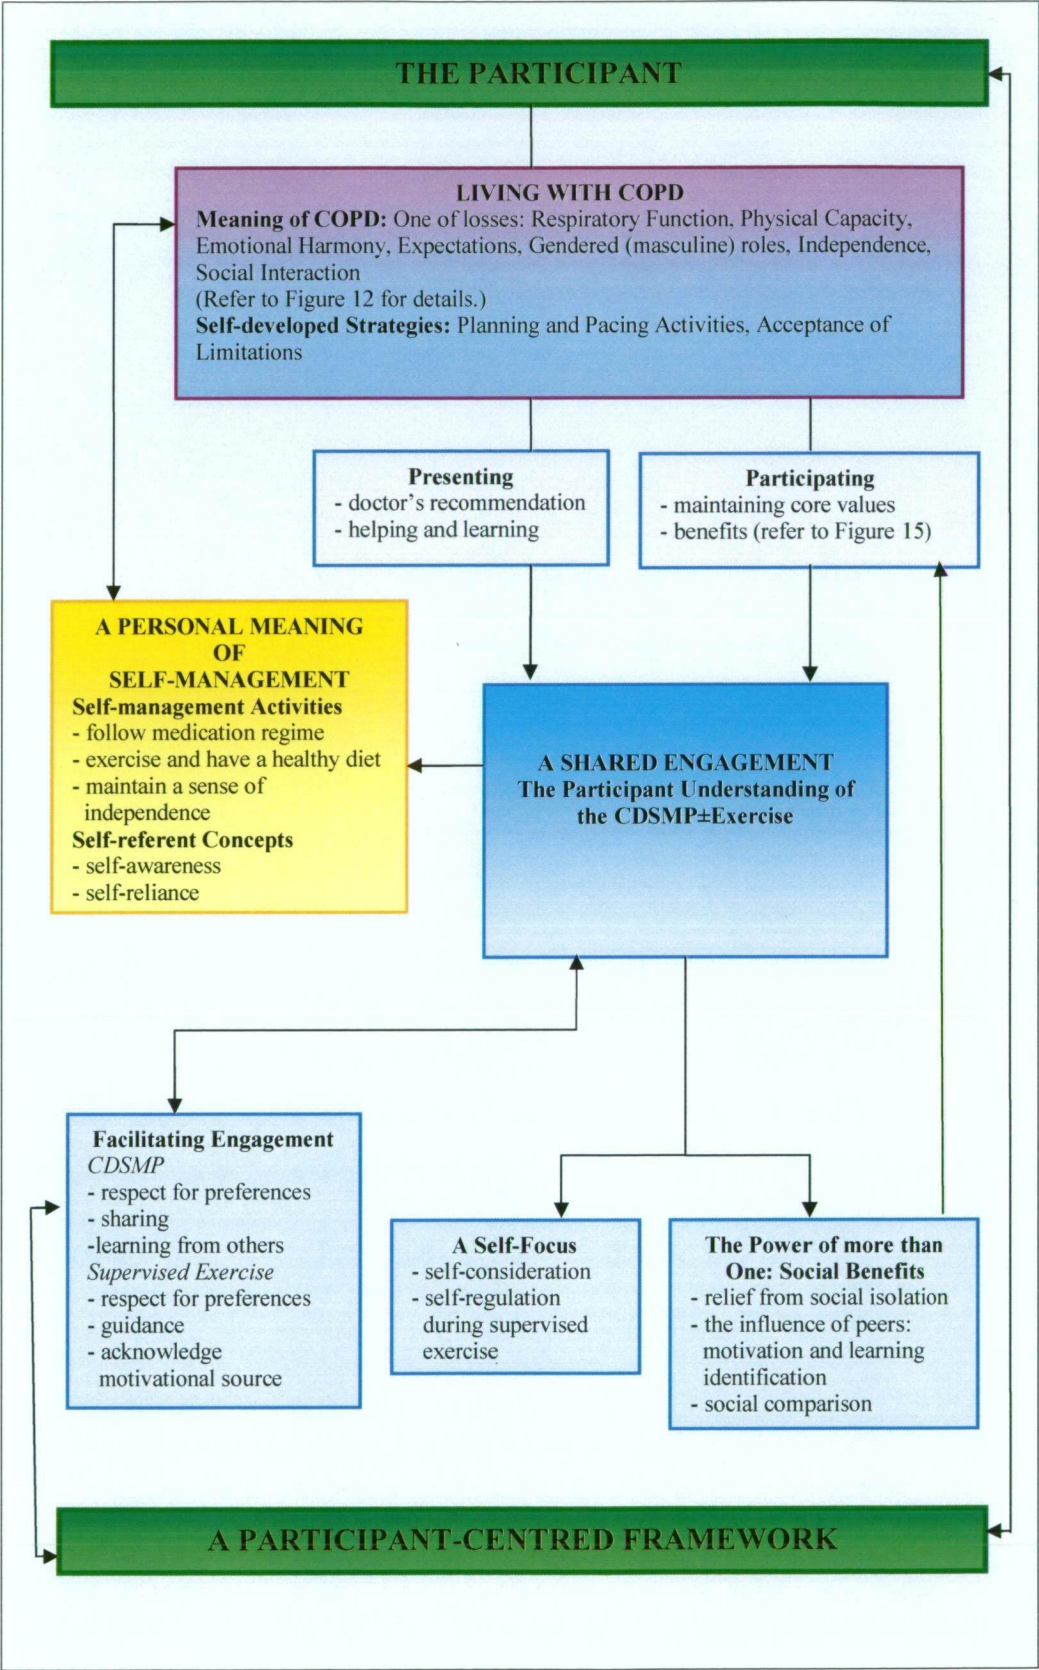 THE PARTICIPANT
LIVING WITH COPD
Meaning of COPD: One of losses: Respiratory Function, Physical Capacity,
Emotional Harmony, Expectations, Gendered (masculine) roles, Independence,
Social Interaction
(Refer to Figure 12 for details.)
Self-developed Strategies: Planning and Pacing Activities, Acceptance of
Limitations
Presenting
- doctor's recommendation
- helping and learning
Participating
- maintaining core values
- benefits (refer to Figure 15)
A PERSONAL MEANING
OF
SELF-MANAGEMENT
Self-management Activities
- follow medication regime
- exercise and have a healthy diet
- maintain a sense of
independence
Self-referent Concepts
- self-awareness
- self-reliance
A SHARED ENGAGEMENT
The Participant Understanding of
the CDSMP±Exercise
Facilitating Engagement
CDSMP
- respect for preferences
- sharing
-learning from others
Supervised Exercise
- respect for preferences
- guidance
- acknowledge
motivational source
A Self-Focus
- self-consideration
- self-regulation
during supervised
exercise
The Power of more than
One: Social Benefits
- relief from social isolation
- the influence of peers:
motivation and learning
identification
- social comparison
A PARTICIPANT-CENTRED FRAMEWORK